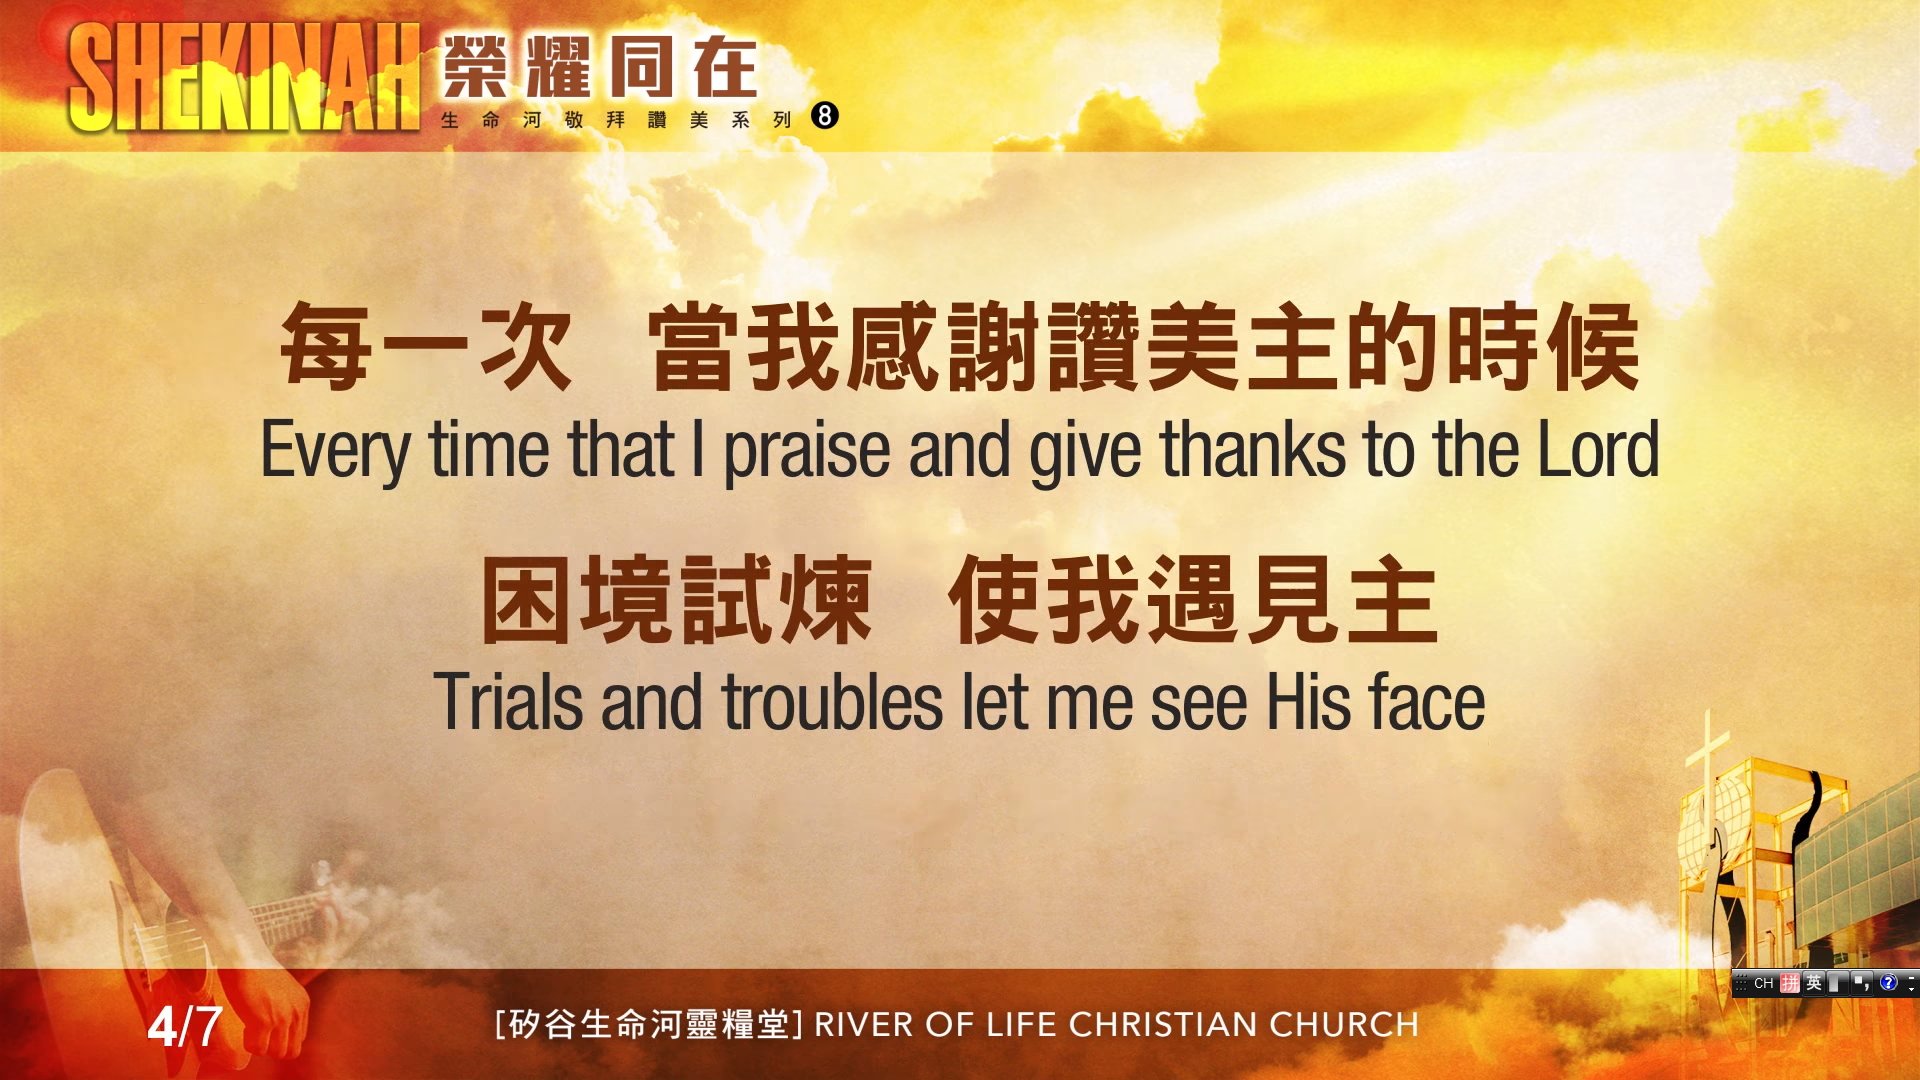 SHEKINAH 榮耀同在
生命河敬拜讚美系列 8
每一次 當我感謝讚美主的時候
Every time that I praise and give thanks to the Lord
困境試煉 使我遇見主
Trials and troubles let me see His face
CH 拼 英
4/7
[矽谷生命河靈糧堂] RIVER OF LIFE CHRISTIAN CHURCH